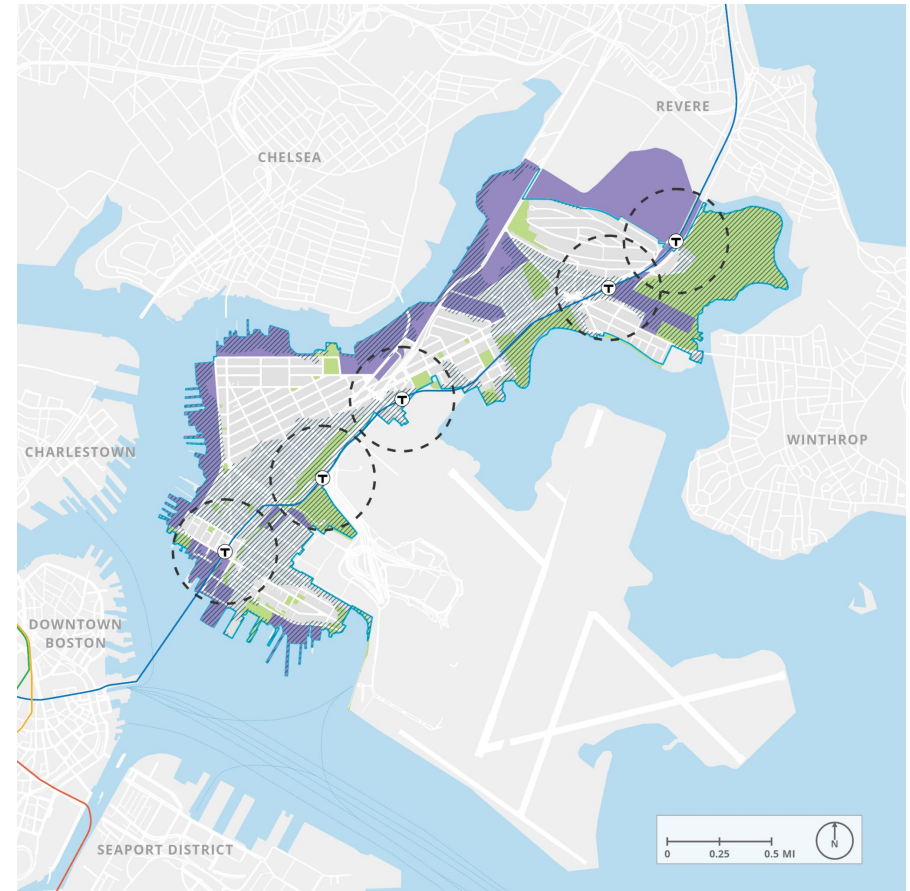 REVERE
CHELSEA
WINTHROP
CHARLESTOWN
T
T
T
T
T
DOWNTOWN
BOSTON
SEAPORT DISTRICT
N
0 0.25 0.5 MI